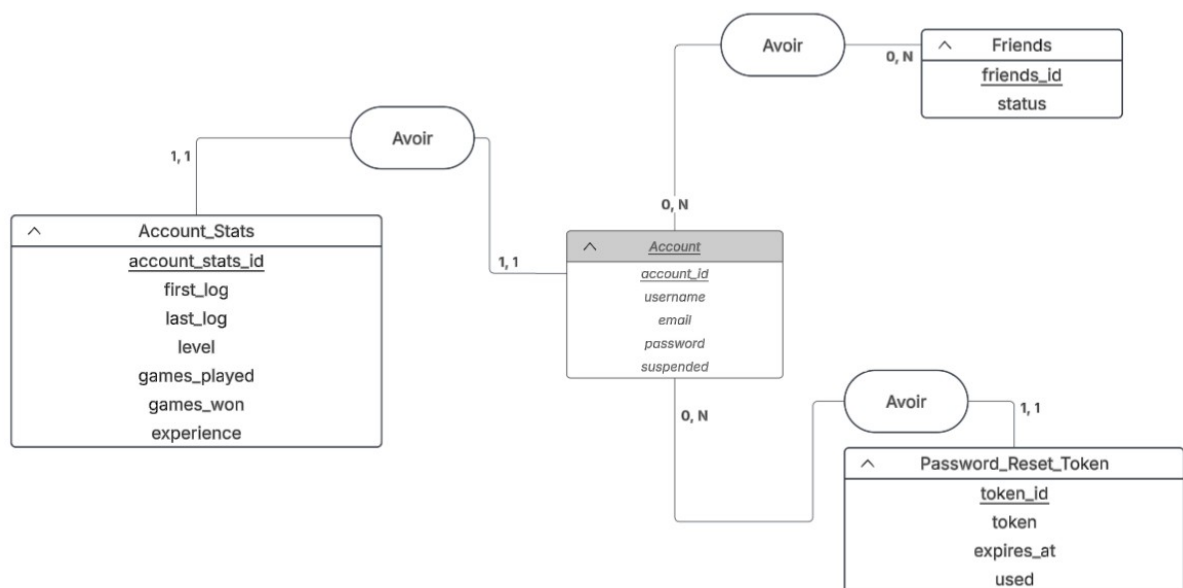 Avoir
0, N
Friends
friends_id
status
Avoir
1, 1
0, N
Account_Stats
account_stats_id
first_log
last_log
level
games_played
games_won
experience
1, 1
Account
account_id
username
email
password
suspended
0, N
Avoir
1, 1
Password_Reset_Token
token_id
token
expires_at
used